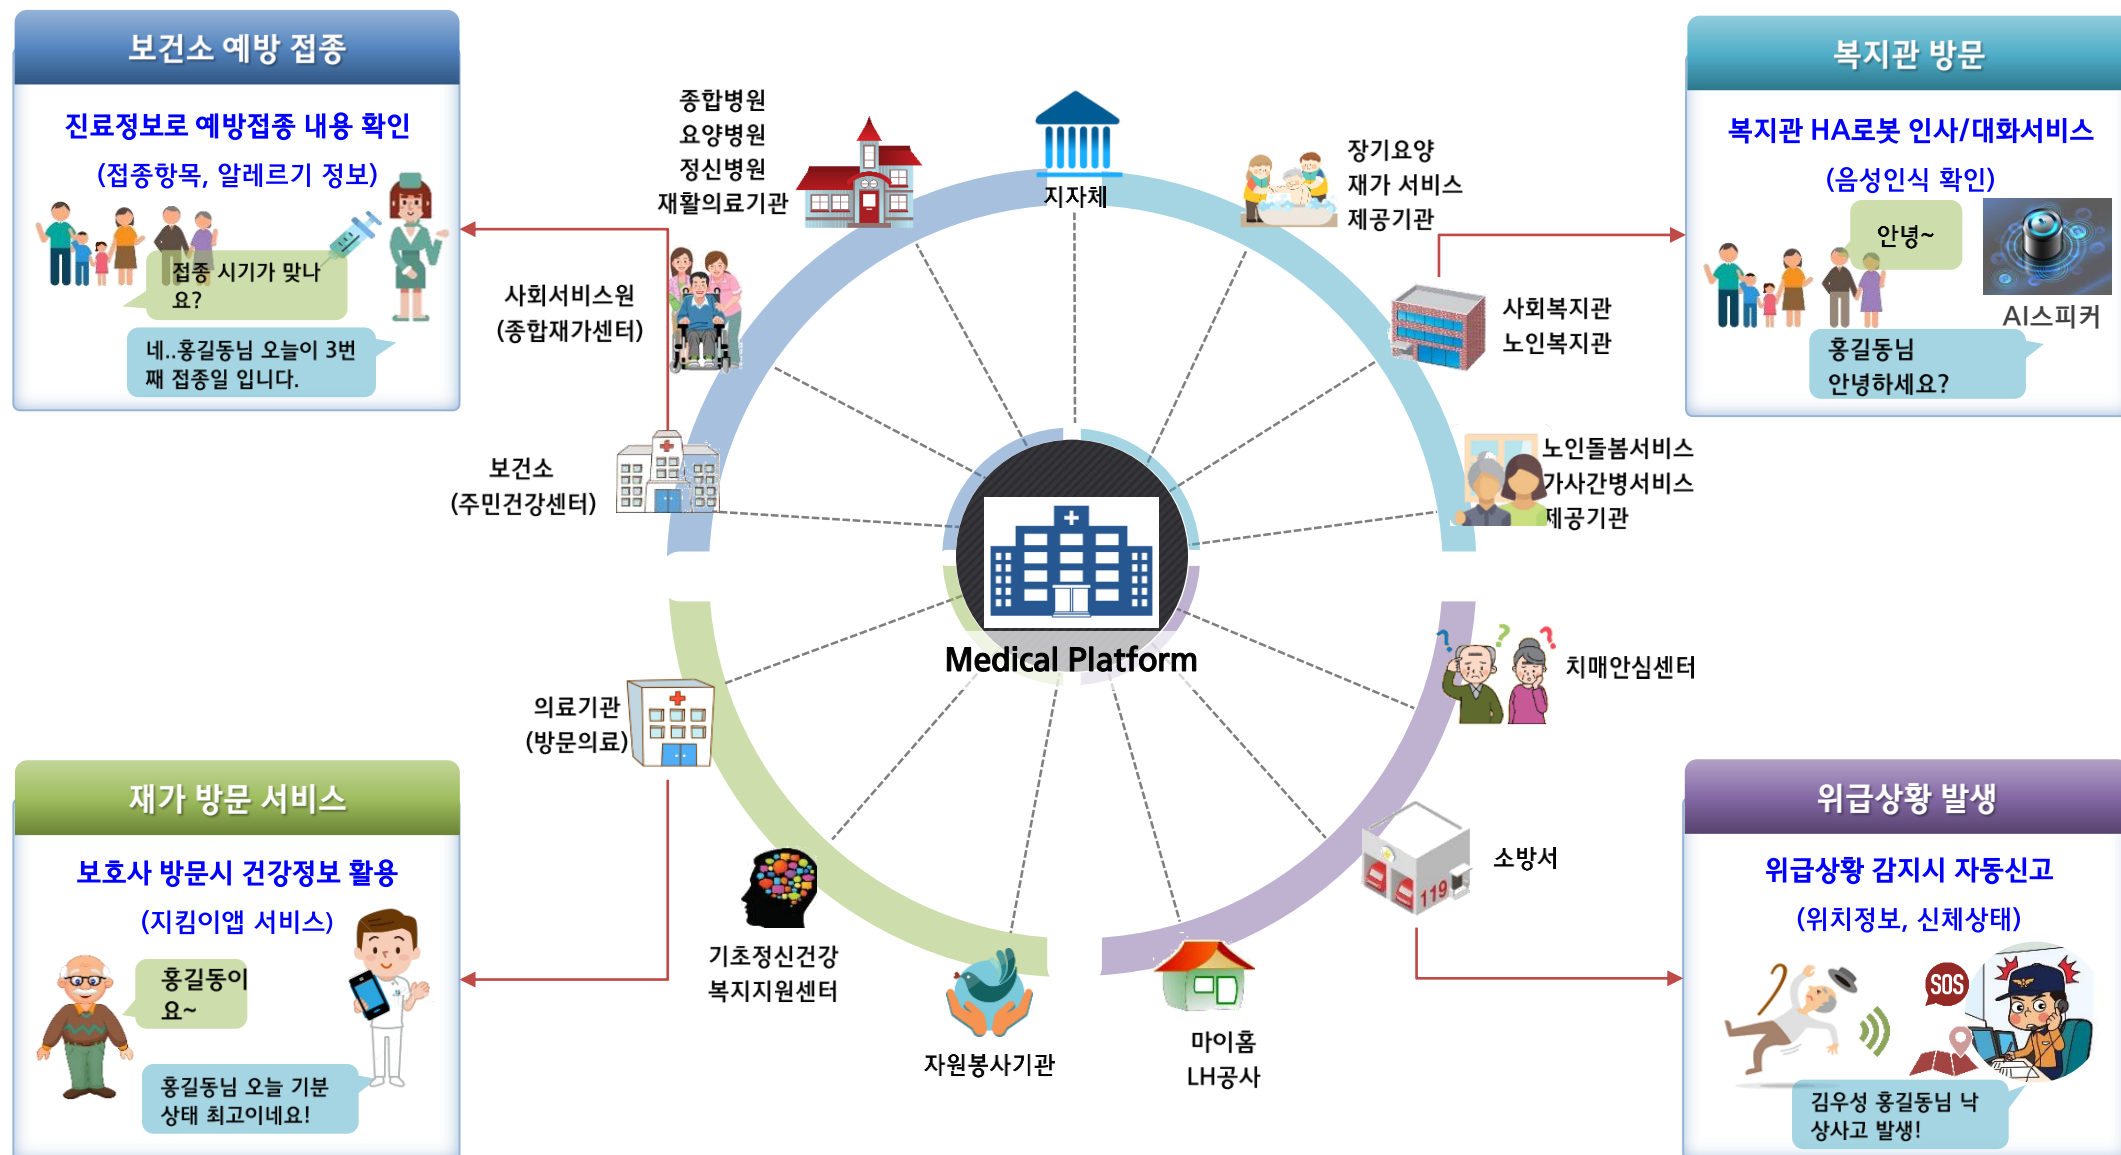 보건소 예방 접종
진료정보로 예방접종 내용 확인
(접종항목, 알레르기 정보)
접종 시기가 맞나
요?
네..홍길동님 오늘이 3번
째 접종일 입니다.
종합병원
요양병원
정신병원
재활의료기관
지자체
장기요양
재가 서비스
제공기관
복지관 방문
복지관 HA로봇 인사/대화서비스
(음성인식 확인)
안녕~
AI스피커
홍길동님
안녕하세요?
사회서비스원
(종합재가센터)
사회복지관
노인복지관
보건소
(주민건강센터)
노인돌봄서비스
가사간병서비스
제공기관
Medical Platform
의료기관
(방문의료)
치매안심센터
소방서
119
기초정신건강
복지지원센터
자원봉사기관
마이홈
LH공사
재가 방문 서비스
보호사 방문시 건강정보 활용
(지킴이앱 서비스)
홍길동이
요~
홍길동님 오늘 기분
상태 최고이네요!
위급상황 발생
위급상황 감지시 자동신고
(위치정보, 신체상태)
SOS
김우성 홍길동님 낙
상사고 발생!